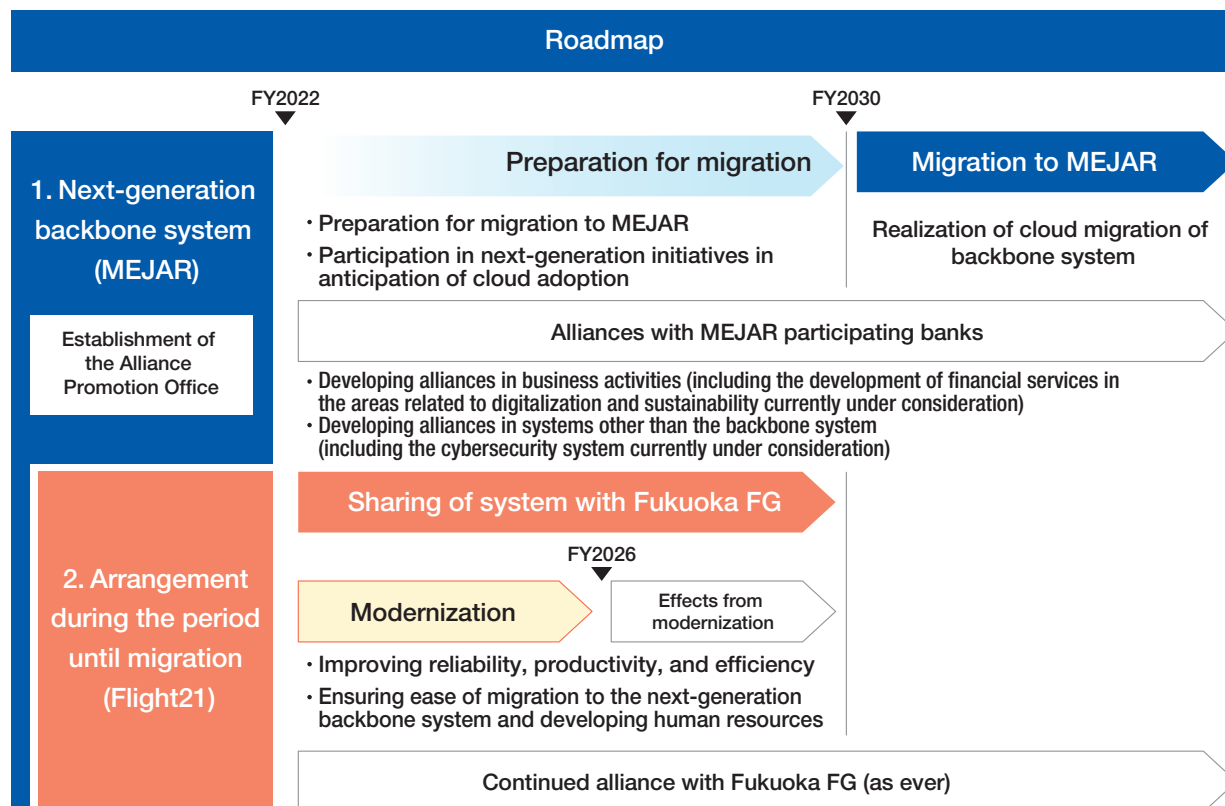 Roadmap
FY2022
FY2030
1. Next-generation
backbone system
(MEJAR)
Establishment of
the Alliance
Promotion Office
Preparation for migration
Migration to MEJAR
・Preparation for migration to MEJAR
・Participation in next-generation initiatives in
anticipation of cloud adoption
Realization of cloud migration of
backbone system
Alliances with MEJAR participating banks
・Developing alliances in business activities (including the development of financial services in
the areas related to digitalization and sustainability currently under consideration)
・Developing alliances in systems other than the backbone system
(including the cybersecurity system currently under consideration)
2. Arrangement
during the period
until migration
(Flight21)
Sharing of system with Fukuoka FG
FY2026
Modernization
Effects from
modernization
・Improving reliability, productivity, and efficiency
・Ensuring ease of migration to the next-generation
backbone system and developing human resources
Continued alliance with Fukuoka FG (as ever)